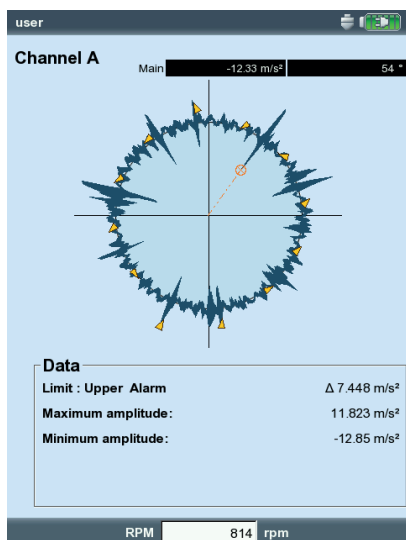 user
Channel A
Main -12.33 m/s² 54 °
Data
Limit : Upper Alarm Δ 7.448 m/s²
Maximum amplitude: 11.823 m/s²
Minimum amplitude: -12.85 m/s²
RPM 814 rpm